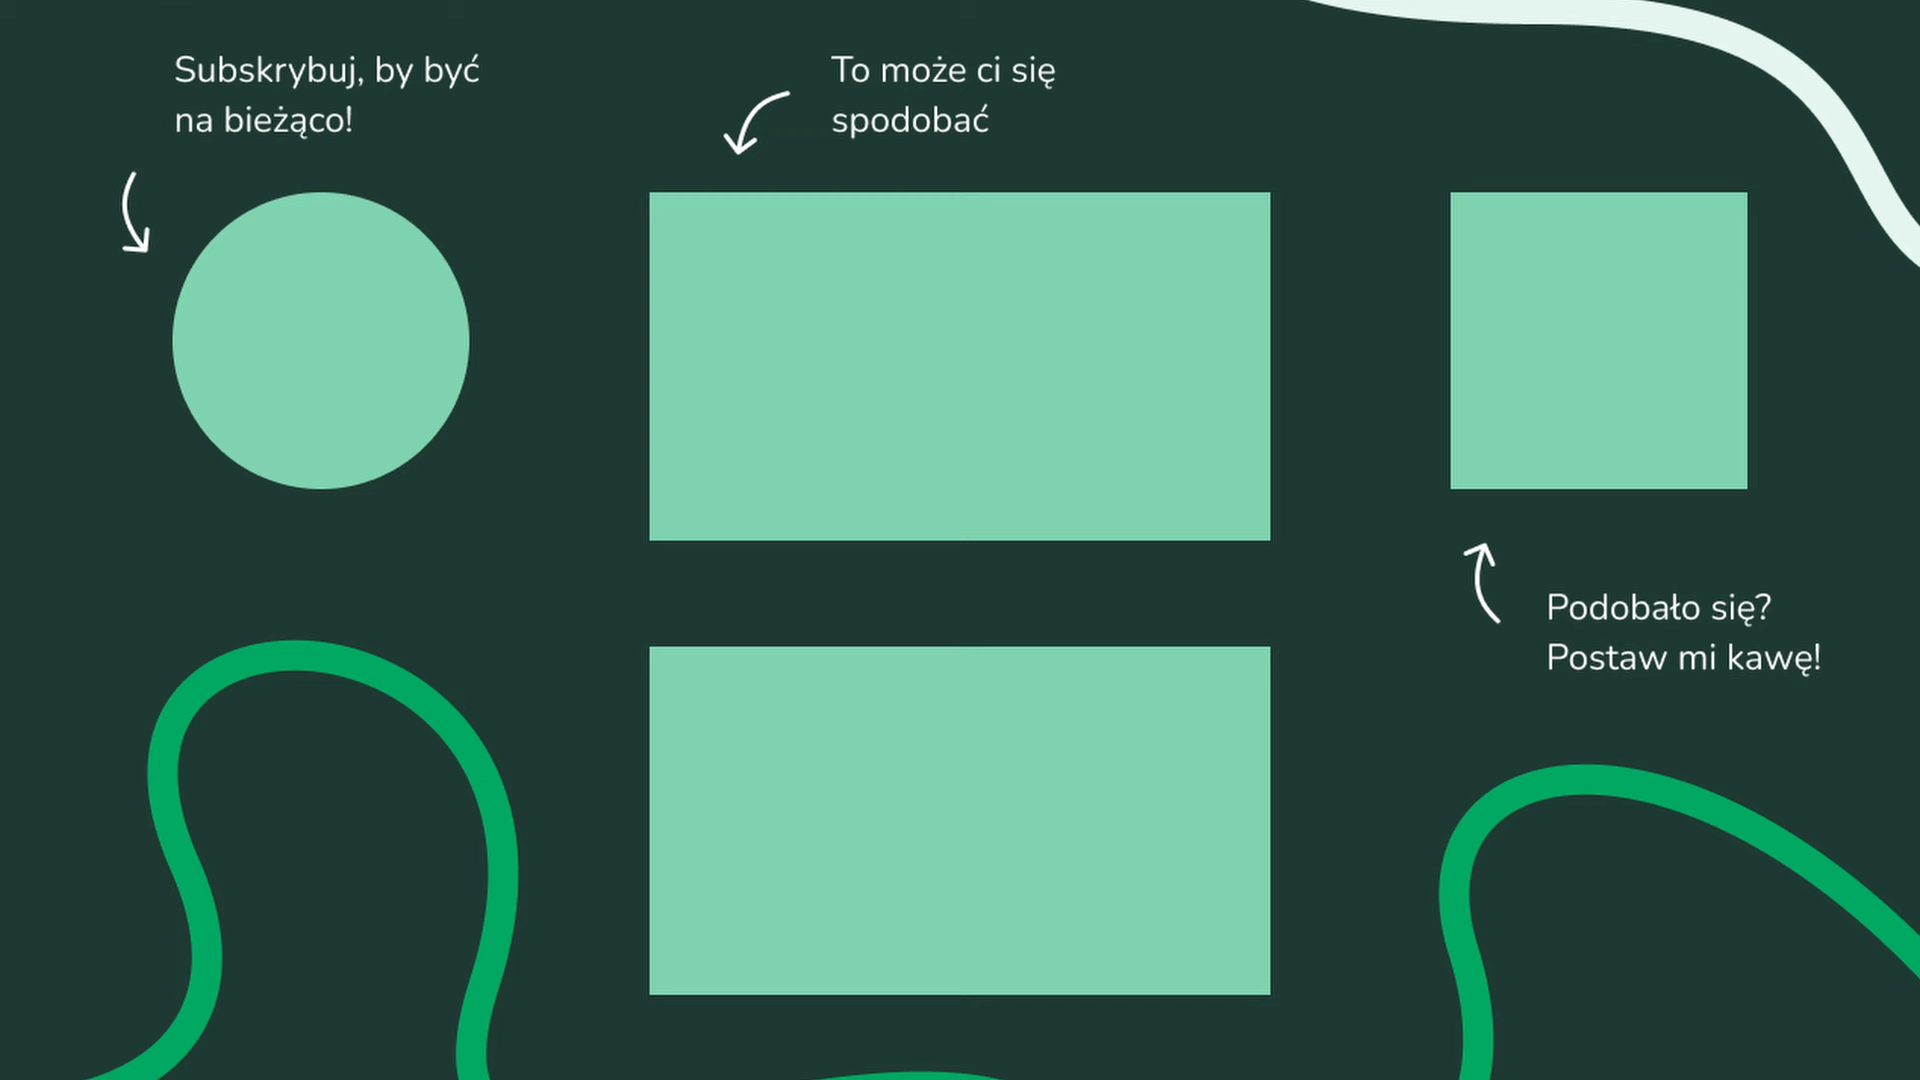 Subskrybuj, by być
na bieżąco!
To może ci się
spodobać
Podobało się?
Postaw mi kawę!